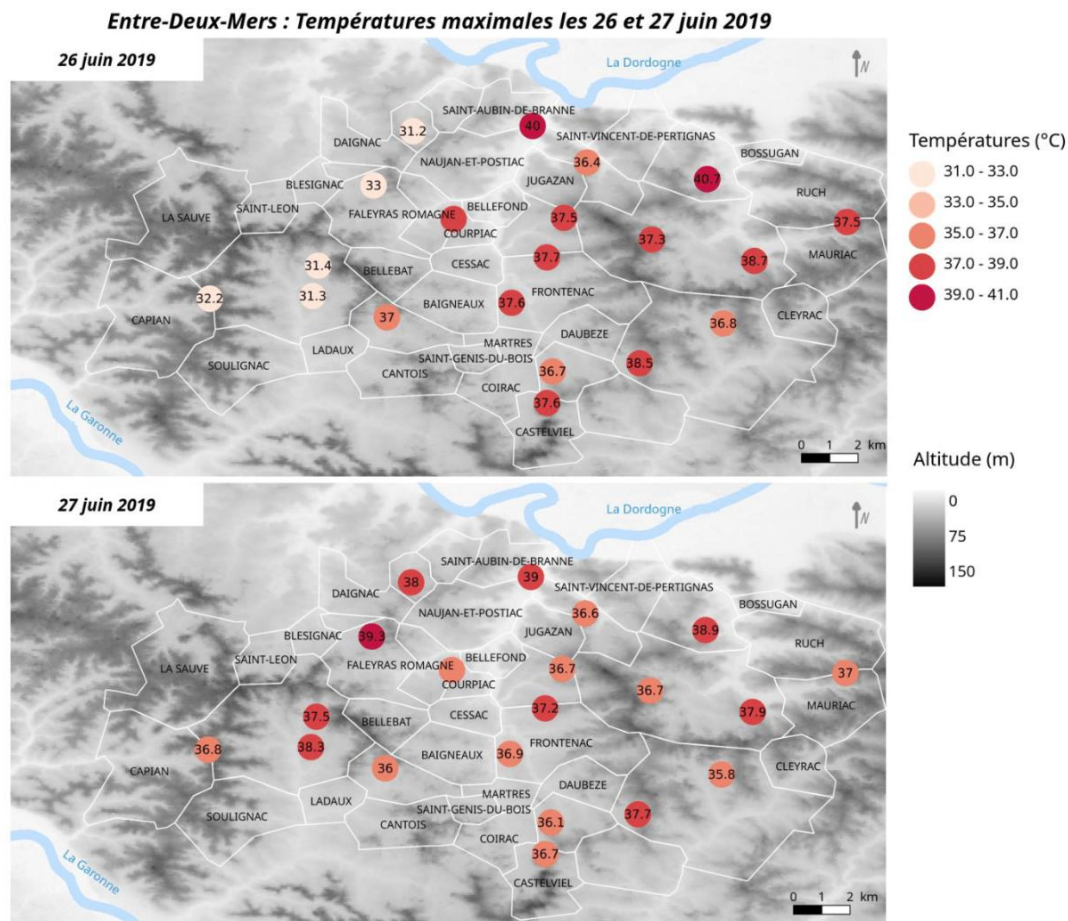 Entre-Deux-Mers : Températures maximales les 26 et 27 juin 2019
26 juin 2019
La Dordogne
N
SAINT-AUBIN-DE-BRANNE
31.2
40
DAIGNAC
SAINT-VINCENT-DE-PERTIGNAS
BOSSUGAN
NAUJAN-ET-POSTIAC
36.4
JUGAZAN
40.7
BLESIGNAC
33
RUCH
LA SAUVE
SAINT-LEON
FALEYRAS ROMAGNE
BELLEFOND
37.5
37.5
COURPIAC
37.3
MAURIAC
31.4
BELLEBAT
CESSAC
37.7
38.7
32.2
31.3
BAIGNEAUX
37.6
FRONTENAC
CAPIAN
37
36.8
CLEYRAC
DAUBEZE
LADAUX
MARTRES
SAINT-GENIS-DU-BOIS
SOULIGNAC
CANTOIS
36.7
38.5
COIRAC
37.6
La Garonne
CASTELVIEL
0 1 2 km
Températures (°C)
31.0 - 33.0
33.0 - 35.0
35.0 - 37.0
37.0 - 39.0
39.0 - 41.0
Altitude (m)
0
75
150
27 juin 2019
La Dordogne
N
SAINT-AUBIN-DE-BRANNE
38
39
DAIGNAC
SAINT-VINCENT-DE-PERTIGNAS
BOSSUGAN
NAUJAN-ET-POSTIAC
36.6
JUGAZAN
38.9
BLESIGNAC
39.3
RUCH
LA SAUVE
SAINT-LEON
FALEYRAS ROMAGNE
BELLEFOND
36.7
37
COURPIAC
36.7
MAURIAC
37.5
BELLEBAT
CESSAC
37.2
37.9
36.8
38.3
BAIGNEAUX
36.9
FRONTENAC
CAPIAN
36
35.8
CLEYRAC
DAUBEZE
LADAUX
MARTRES
SAINT-GENIS-DU-BOIS
SOULIGNAC
CANTOIS
36.1
37.7
COIRAC
36.7
La Garonne
CASTELVIEL
0 1 2 km